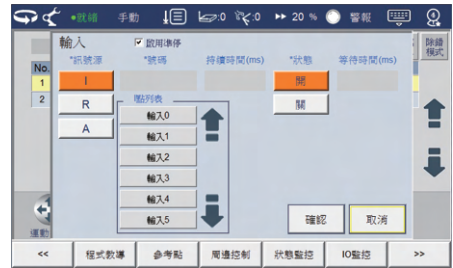 •就緒 手動 :0 :0 20 % 警報
輸入 ☑ 啟用準停 除錯模式
*訊號源 *號碼 持續時間(ms) *狀態 等待時間(ms)
No.
1 I 開
2 R 關
A
點列表
輸入0
輸入1
輸入2
輸入3
輸入4
輸入5
確認 取消
運動
<< 程式教導 參考點 周邊控制 狀態監控 IO監控 >>